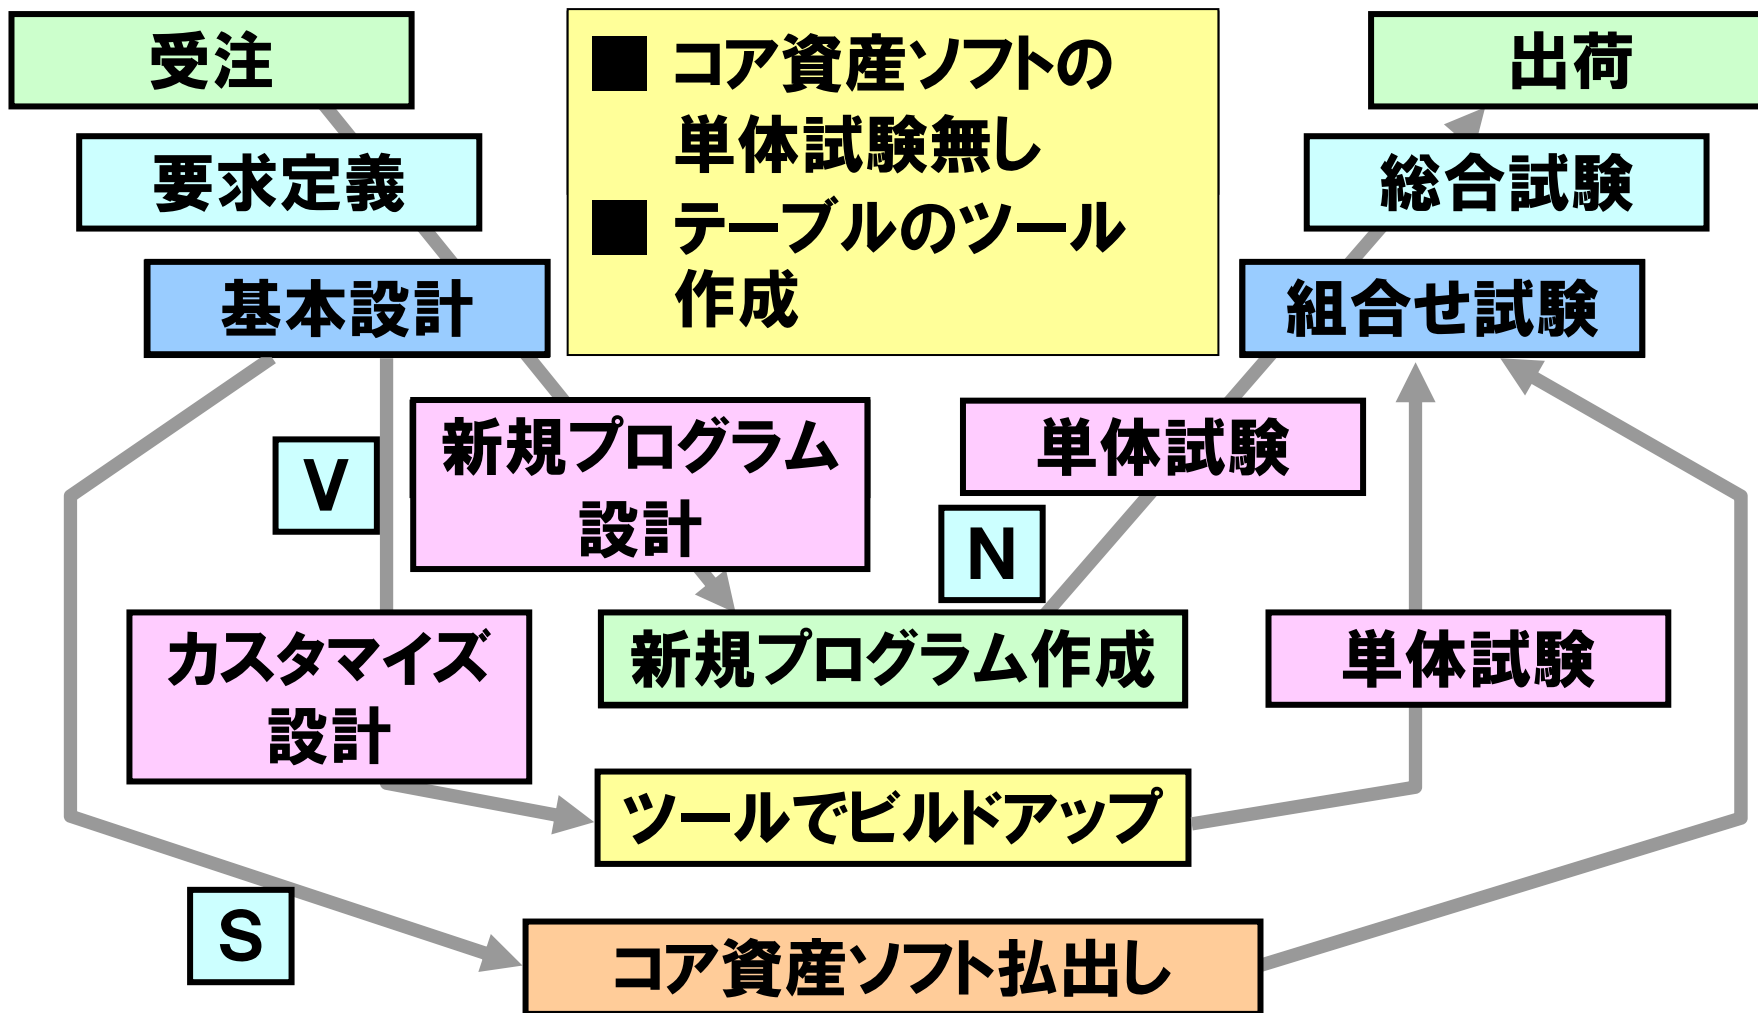 受注
■ コア資産ソフトの
単体試験無し
■ テーブルのツール
作成
出荷
要求定義
総合試験
基本設計
組合せ試験
新規プログラム
設計
単体試験
V
N
カスタマイズ
設計
新規プログラム作成
単体試験
ツールでビルドアップ
S
コア資産ソフト払出し